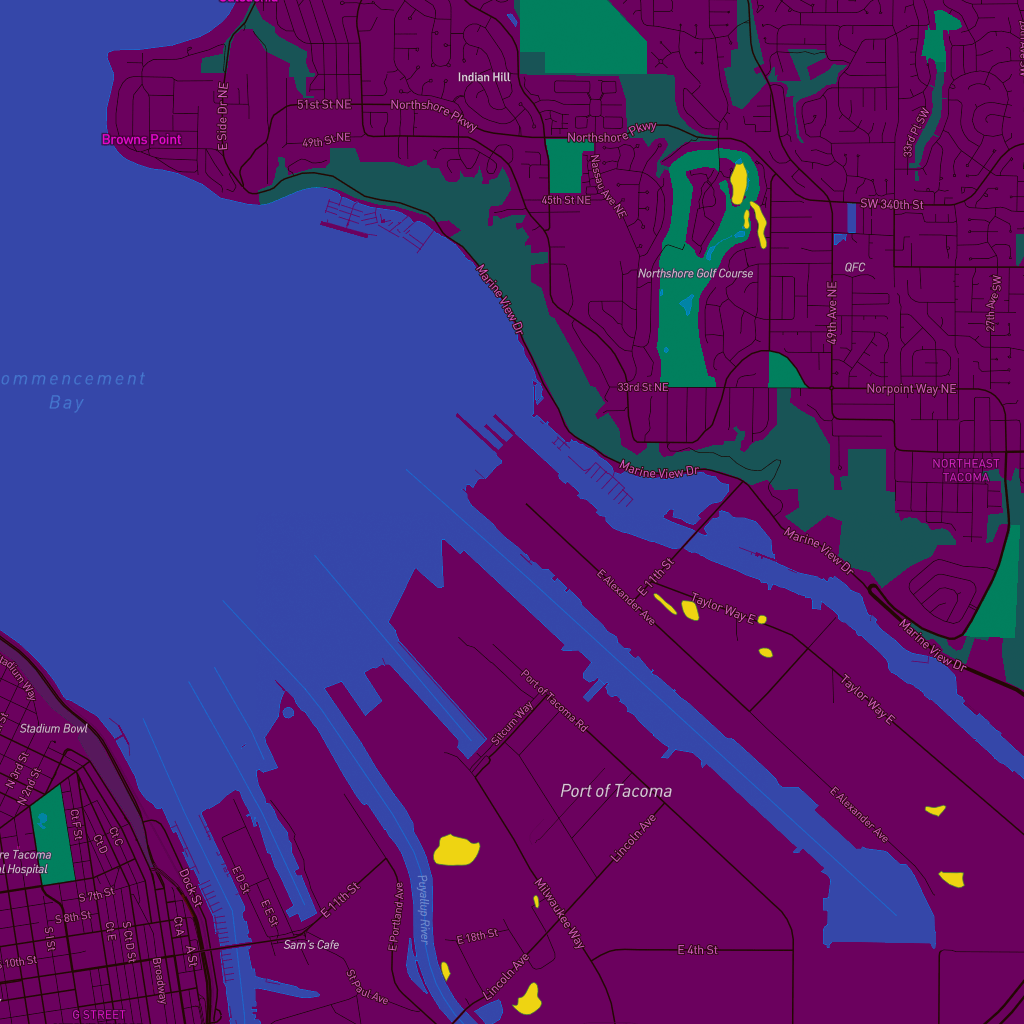 Indian Hill
51st St NE
Northshore Pkwy
E Side Dr NE
33rd Pl SW
Northshore Pkwy
Browns Point
49th St NE
Nassau Ave NE
45th St NE
SW 340th St
QFC
Northshore Golf Course
Marine View Dr
49th Ave NE
27th Ave SW
ommencement
Bay
33rd St NE
Norpoint Way NE
Marine View Dr
NORTHEAST
TACOMA
Marine View Dr
E 11th St
E Alexander Ave
Taylor Way E
Marine View Dr
tadium Way
Port of Tacoma Rd
Taylor Way E
Sitcum Way
Stadium Bowl
N 3rd St
N 2nd St
Port of Tacoma
E Alexander Ave
Ct F St
Ct D
Ct C
Lincoln Ave
re Tacoma
al Hospital
Dock St
E D St
E E St
E 11th St
S 7th St
S 8th St
E Portland Ave
Puyallup River
Milwaukee Way
S I St
Ct E
S Ct D St
Ct A
A St
E 18th St
Sam's Cafe
E 4th St
S 10th St
Broadway
St Paul Ave
Lincoln Ave
G STREET